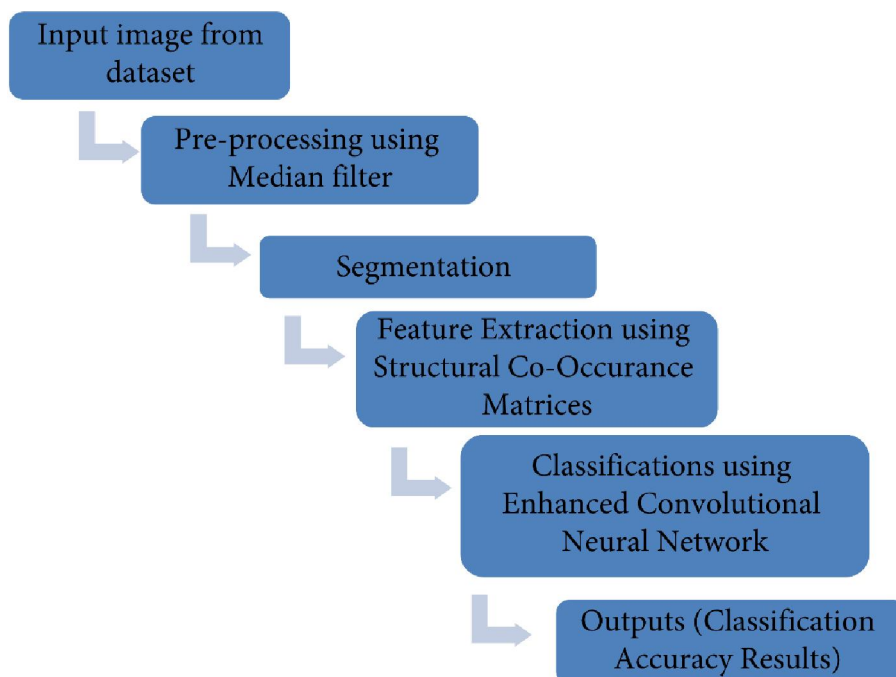 Input image from
dataset
Pre-processing using
Median filter
Segmentation
Feature Extraction using
Structural Co-Occurance
Matrices
Classifications using
Enhanced Convolutional
Neural Network
Outputs (Classification
Accuracy Results)